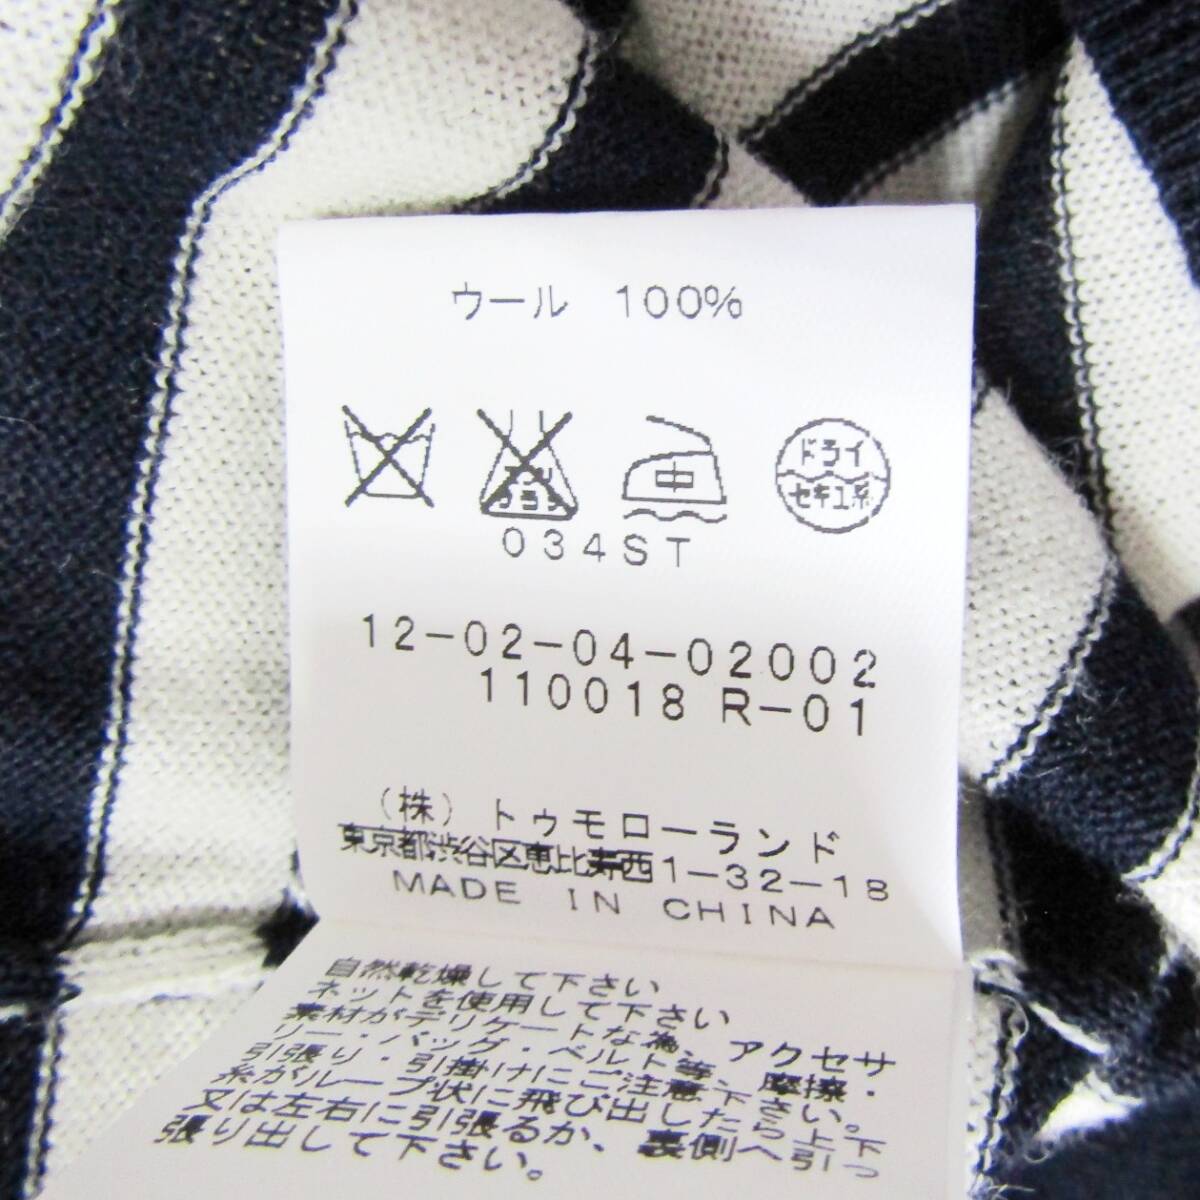 ウール 100%
エンソ
サラシ
中
ドライ
セキユ系
034ST
12-02-04-02002
110018 R-01
(株) トゥモローランド
東京都渋谷区恵比寿西1-32-18
MADE IN CHINA
自然乾燥して下さい
ネットを使用して下さい
素材がデリケートな為、アクセサ
リー・バッグ・ベルト等、摩擦・
引張り・引掛けにご注意下さい。
糸がループ状に飛び出したら上下
又は左右に引張るか、裏側へ引っ
張り出して下さい。